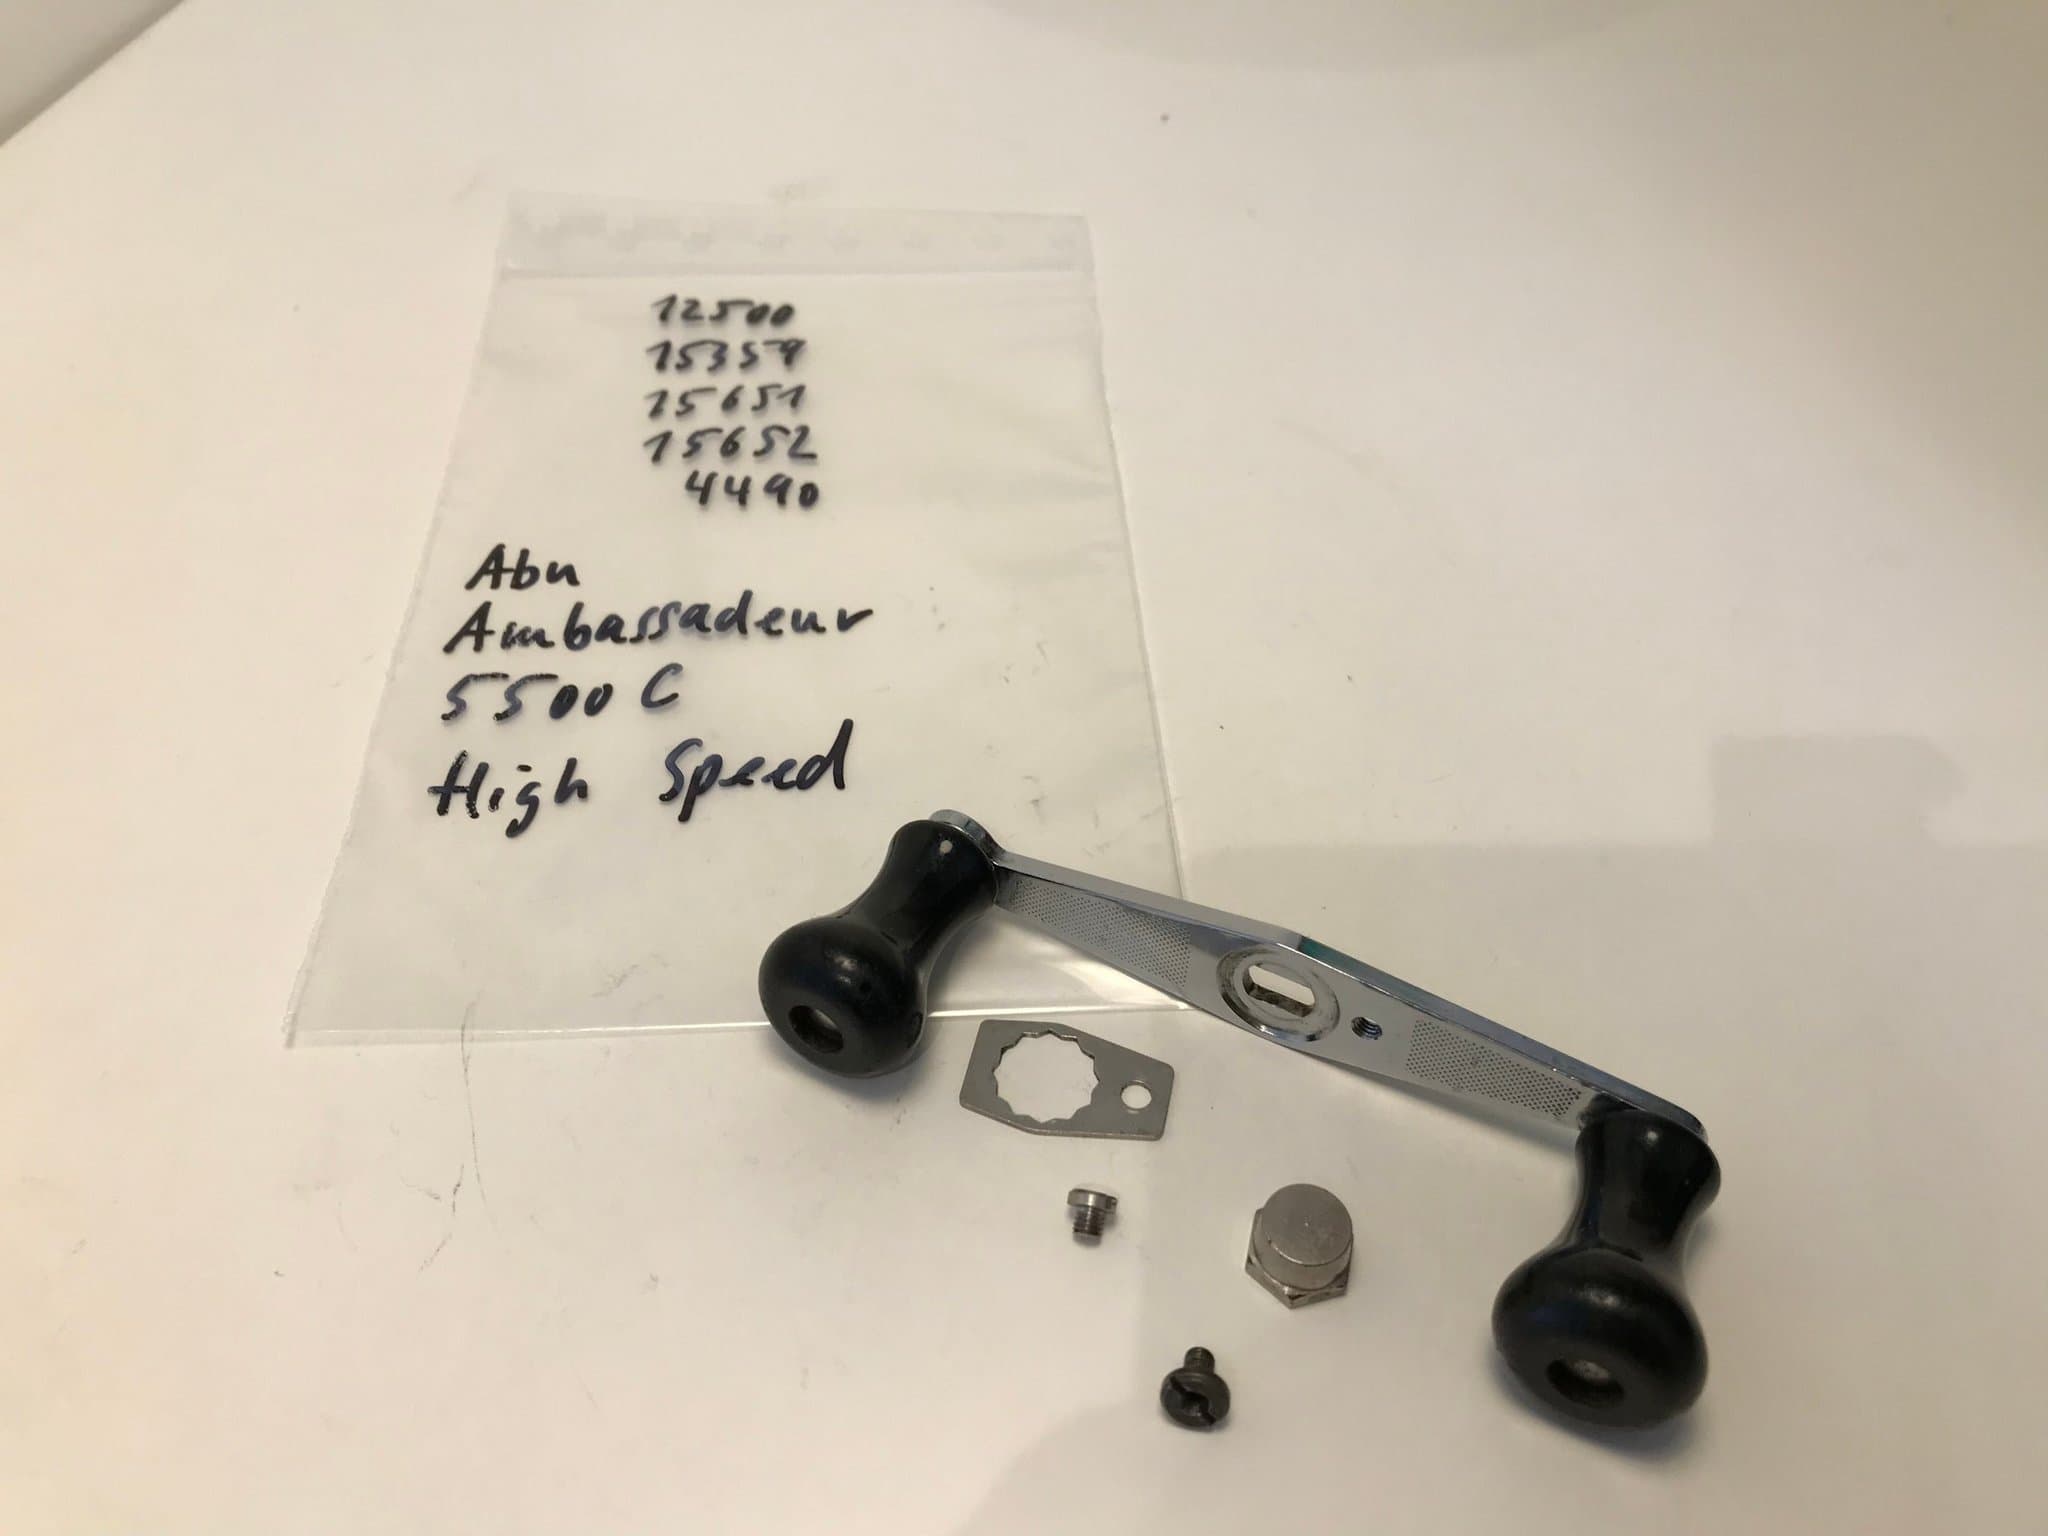 12500
15359
15651
15652
4490
Abu
Ambassadeur
5500 C
High Speed